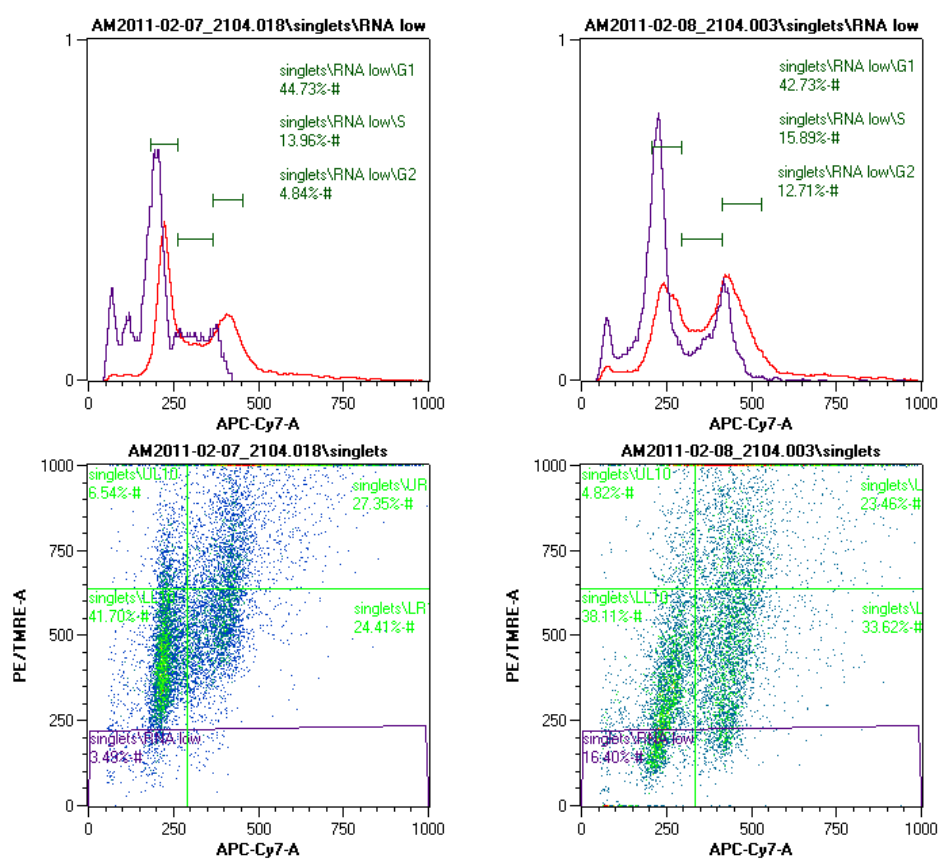 AM2011-02-07_2104.018\singlets\RNA low
1
singlets\RNA low\G1
44.73%-#
singlets\RNA low\S
13.96%-#
singlets\RNA low\G2
4.84%-#
0
0 250 500 750 1000
APC-Cy7-A
AM2011-02-08_2104.003\singlets\RNA low
1
singlets\RNA low\G1
42.73%-#
singlets\RNA low\S
15.89%-#
singlets\RNA low\G2
12.71%-#
0
0 250 500 750 1000
APC-Cy7-A
AM2011-02-07_2104.018\singlets
PE/TMRE-A
1000
singlets\UL10
6.54%-#
singlets\UR
27.35%-#
750
41.70%-#
singlets\LR
24.41%-#
500
250
singlets\RNA low
3.48%-#
0
0 250 500 750 1000
APC-Cy7-A
AM2011-02-08_2104.003\singlets
PE/TMRE-A
1000
singlets\UL10
4.82%-#
singlets\L
23.46%-#
750
singlets\LL10
38.11%-#
singlets\L
33.62%-#
500
250
singlets\RNA low
16.40%-#
0
0 250 500 750 1000
APC-Cy7-A